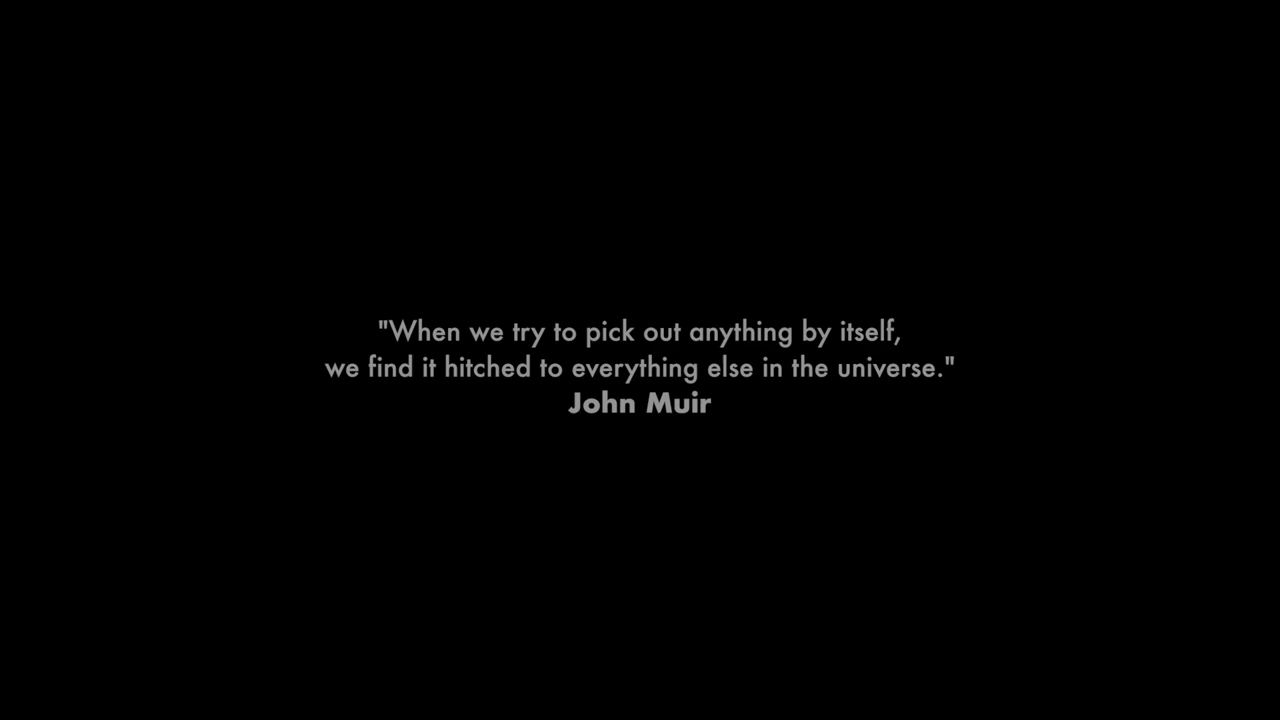 "When we try to pick out anything by itself,
we find it hitched to everything else in the universe."
John Muir